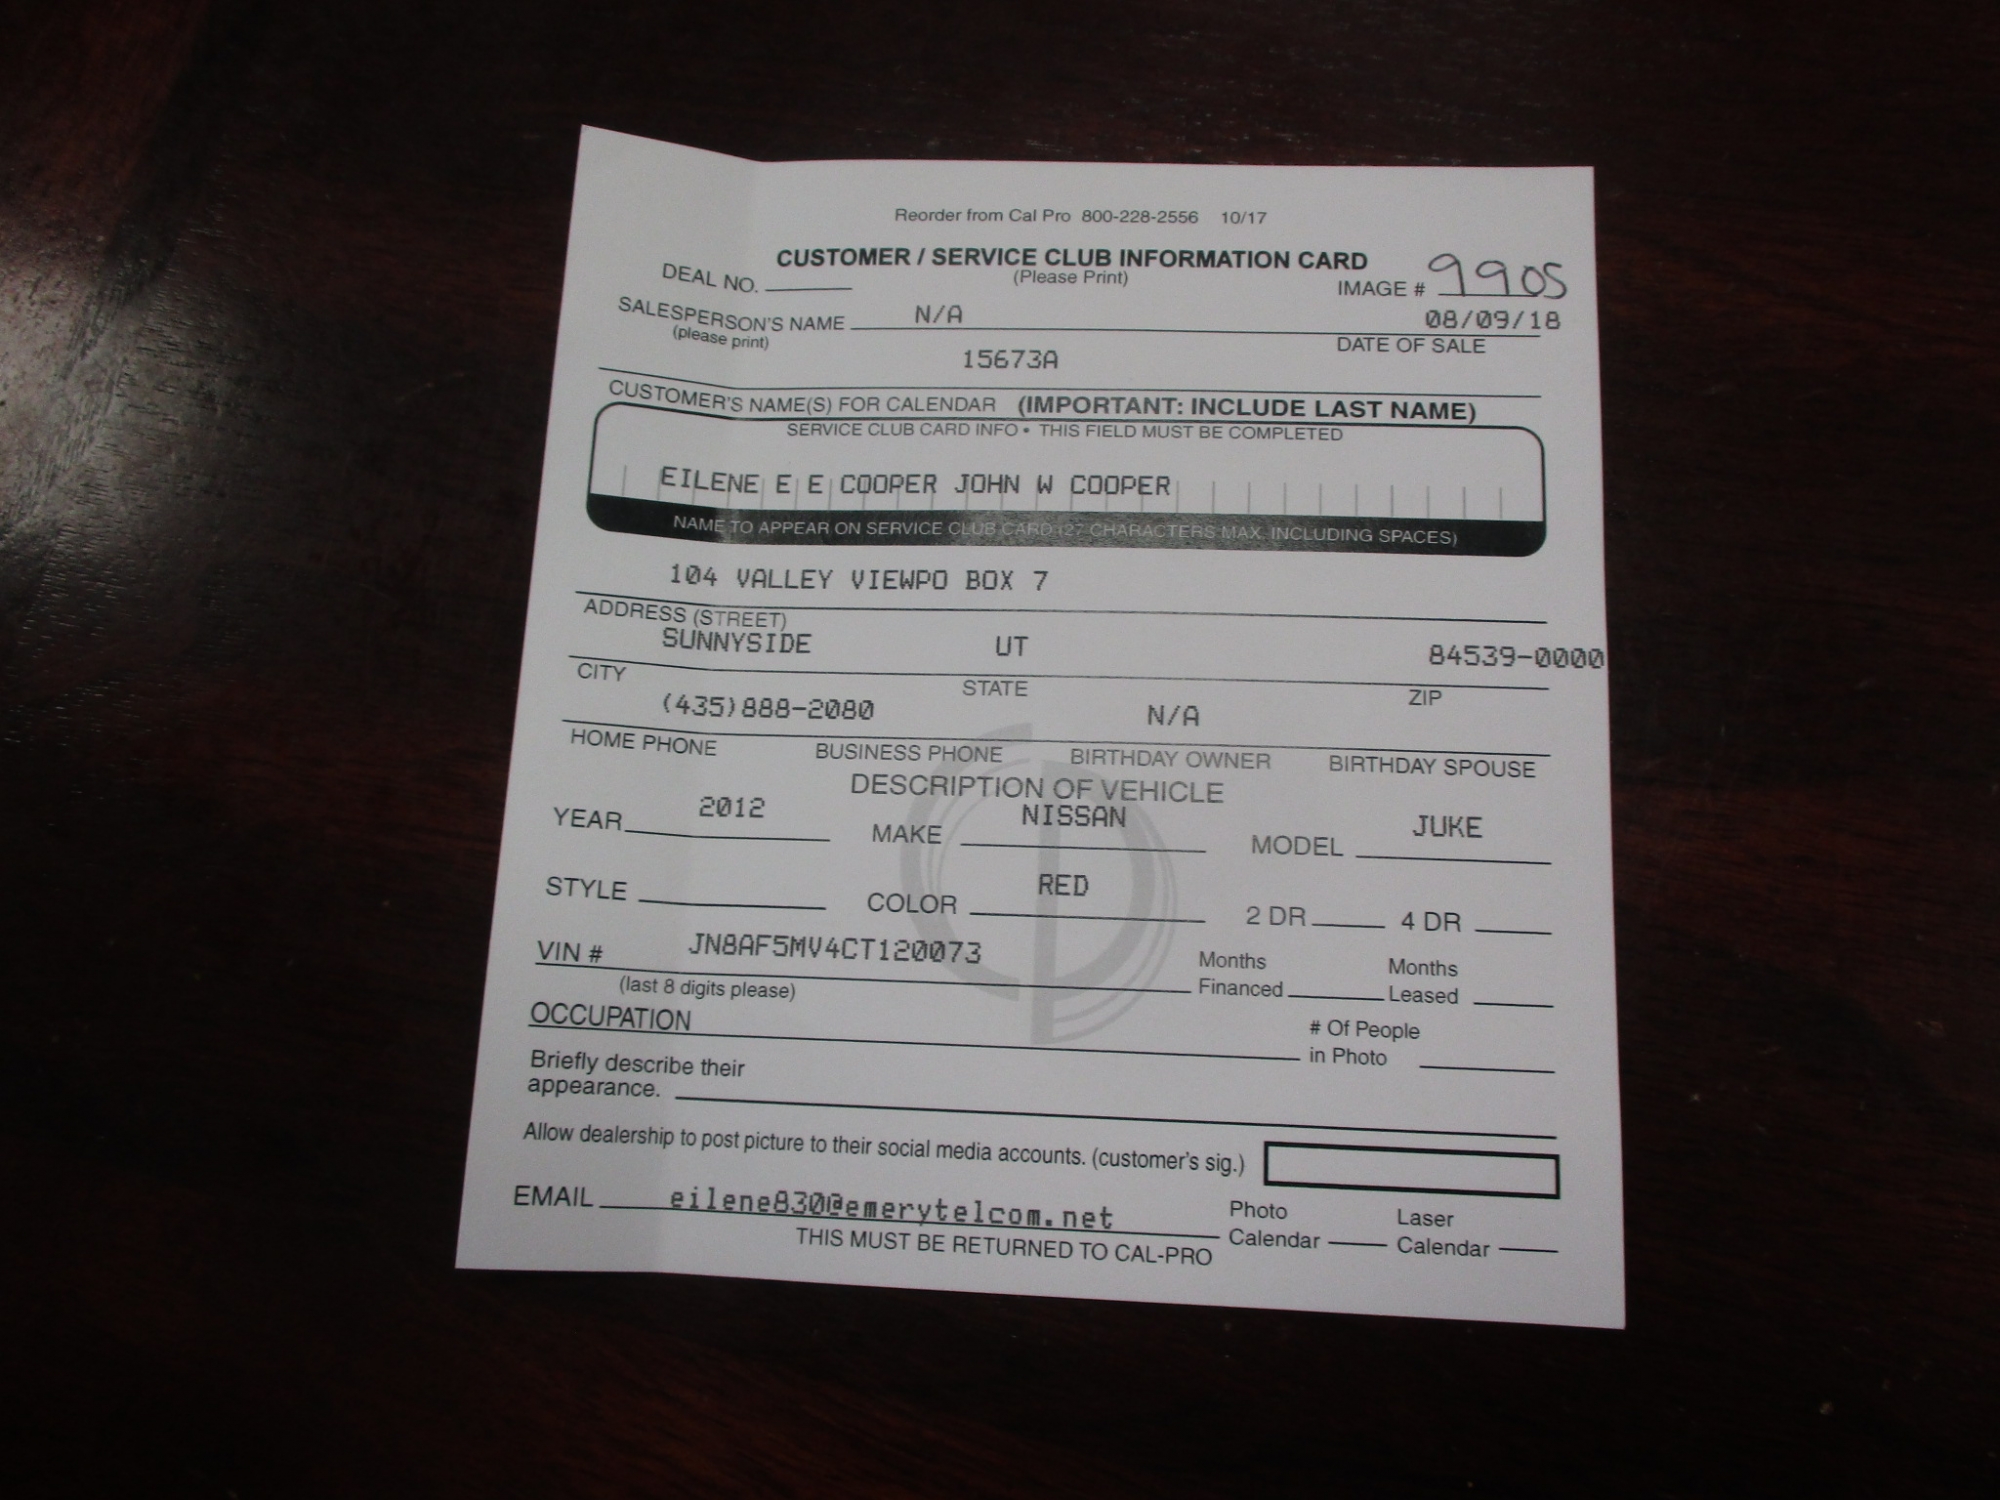 Reorder from Cal Pro 800-228-2556 10/17
CUSTOMER / SERVICE CLUB INFORMATION CARD
(Please Print)
DEAL NO. IMAGE # 9905
SALESPERSON'S NAME N/A 08/09/18
(please print) DATE OF SALE
15673A
CUSTOMER'S NAME(S) FOR CALENDAR (IMPORTANT: INCLUDE LAST NAME)
SERVICE CLUB CARD INFO • THIS FIELD MUST BE COMPLETED
EILENE E E COOPER JOHN W COOPER
NAME TO APPEAR ON SERVICE CLUB CARD (27 CHARACTERS MAX. INCLUDING SPACES)
104 VALLEY VIEWPO BOX 7
ADDRESS (STREET)
SUNNYSIDE UT 84539-0000
CITY STATE ZIP
(435)888-2080 N/A
HOME PHONE BUSINESS PHONE BIRTHDAY OWNER BIRTHDAY SPOUSE
DESCRIPTION OF VEHICLE
YEAR 2012 MAKE NISSAN MODEL JUKE
STYLE COLOR RED 2 DR 4 DR
VIN # JN8AF5MV4CT120073 Months Financed Months Leased
(last 8 digits please)
OCCUPATION # Of People in Photo
Briefly describe their
appearance.
Allow dealership to post picture to their social media accounts. (customer's sig.)
EMAIL eilene830@emerytelcom.net Photo Calendar Laser Calendar
THIS MUST BE RETURNED TO CAL-PRO